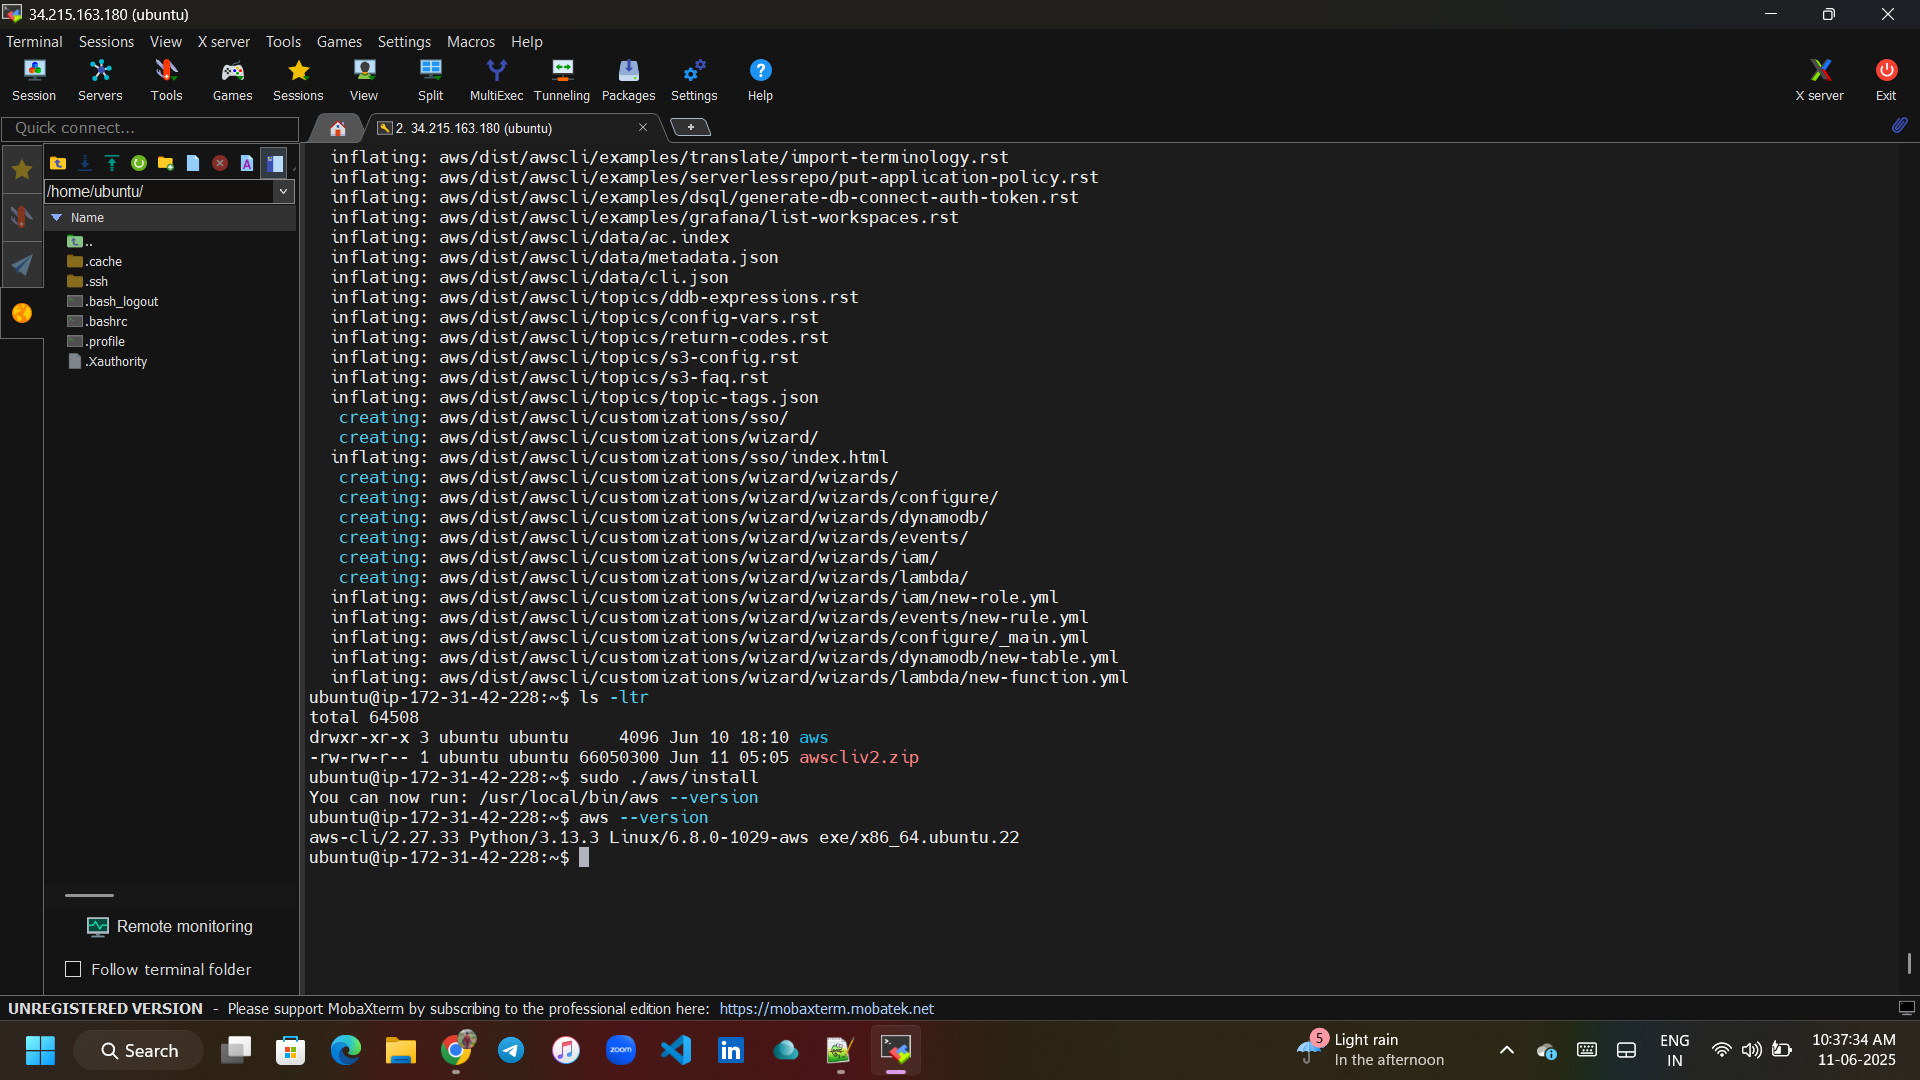 34.215.163.180 (ubuntu)
Terminal Sessions View X server Tools Games Settings Macros Help
Session Servers Tools Games Sessions View Split MultiExec Tunneling Packages Settings Help X server Exit
Quick connect...
2. 34.215.163.180 (ubuntu)
/home/ubuntu/
Name
..
.cache
.ssh
.bash_logout
.bashrc
.profile
.Xauthority
inflating: aws/dist/awscli/examples/translate/import-terminology.rst
inflating: aws/dist/awscli/examples/serverlessrepo/put-application-policy.rst
inflating: aws/dist/awscli/examples/dsql/generate-db-connect-auth-token.rst
inflating: aws/dist/awscli/examples/grafana/list-workspaces.rst
inflating: aws/dist/awscli/data/ac.index
inflating: aws/dist/awscli/data/metadata.json
inflating: aws/dist/awscli/data/cli.json
inflating: aws/dist/awscli/topics/ddb-expressions.rst
inflating: aws/dist/awscli/topics/config-vars.rst
inflating: aws/dist/awscli/topics/return-codes.rst
inflating: aws/dist/awscli/topics/s3-config.rst
inflating: aws/dist/awscli/topics/s3-faq.rst
inflating: aws/dist/awscli/topics/topic-tags.json
creating: aws/dist/awscli/customizations/sso/
creating: aws/dist/awscli/customizations/wizard/
inflating: aws/dist/awscli/customizations/sso/index.html
creating: aws/dist/awscli/customizations/wizard/wizards/
creating: aws/dist/awscli/customizations/wizard/wizards/configure/
creating: aws/dist/awscli/customizations/wizard/wizards/dynamodb/
creating: aws/dist/awscli/customizations/wizard/wizards/events/
creating: aws/dist/awscli/customizations/wizard/wizards/iam/
creating: aws/dist/awscli/customizations/wizard/wizards/lambda/
inflating: aws/dist/awscli/customizations/wizard/wizards/iam/new-role.yml
inflating: aws/dist/awscli/customizations/wizard/wizards/events/new-rule.yml
inflating: aws/dist/awscli/customizations/wizard/wizards/configure/_main.yml
inflating: aws/dist/awscli/customizations/wizard/wizards/dynamodb/new-table.yml
inflating: aws/dist/awscli/customizations/wizard/wizards/lambda/new-function.yml
ubuntu@ip-172-31-42-228:~$ ls -ltr
total 64508
drwxr-xr-x 3 ubuntu ubuntu     4096 Jun 10 18:10 aws
-rw-rw-r-- 1 ubuntu ubuntu 66050300 Jun 11 05:05 awscliv2.zip
ubuntu@ip-172-31-42-228:~$ sudo ./aws/install
You can now run: /usr/local/bin/aws --version
ubuntu@ip-172-31-42-228:~$ aws --version
aws-cli/2.27.33 Python/3.13.3 Linux/6.8.0-1029-aws exe/x86_64.ubuntu.22
ubuntu@ip-172-31-42-228:~$
Remote monitoring
Follow terminal folder
UNREGISTERED VERSION - Please support MobaXterm by subscribing to the professional edition here: https://mobaxterm.mobatek.net
Search
zoom
5
Light rain
In the afternoon
ENG
IN
10:37:34 AM
11-06-2025